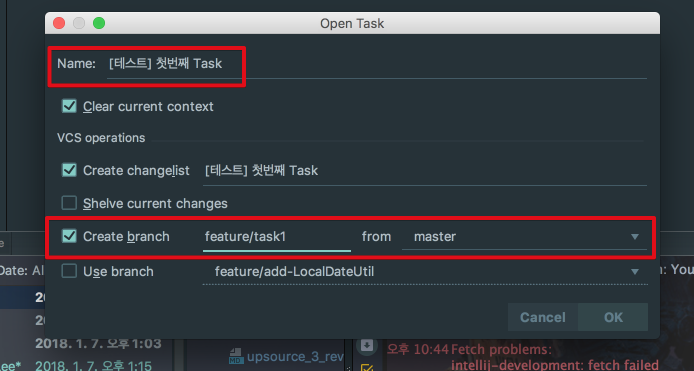 Open Task
Name: [테스트] 첫번째 Task
Clear current context
VCS operations
Create changelist [테스트] 첫번째 Task
Shelve current changes
Create branch feature/task1 from master
Use branch feature/add-LocalDateUtil
Cancel OK
e
Date: Al
n: You
20
20
2018. 1. 7. 오후 1:03
ee* 2018. 1. 7. 오후 1:15
MD upsource_3_rev
오후 10:44 Fetch problems:
intellij-development: fetch failed